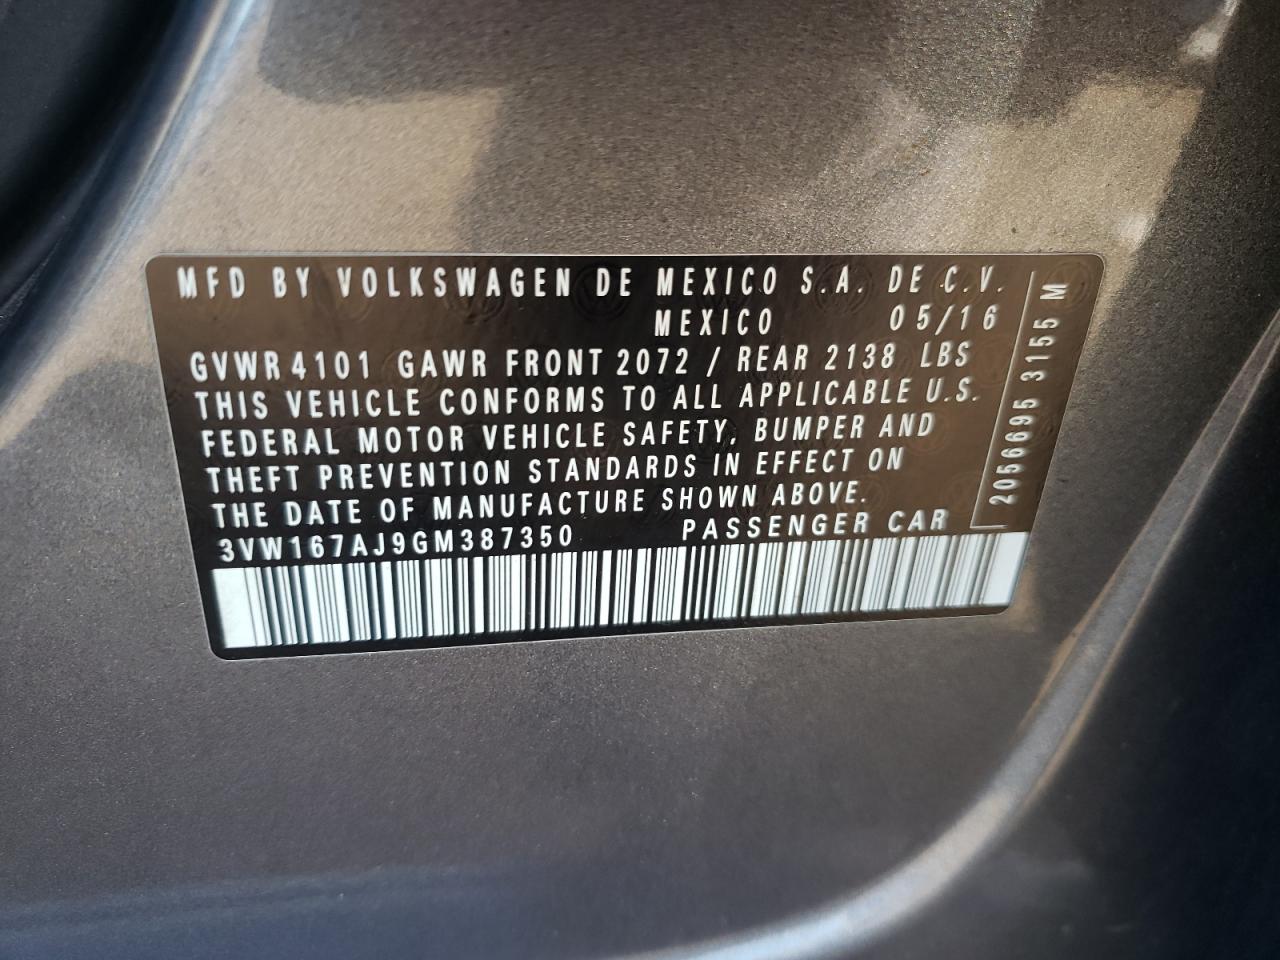 MFD BY VOLKSWAGEN DE MEXICO S.A. DE C.V.
MEXICO 05/16
GVWR 4101 GAWR FRONT 2072 / REAR 2138 LBS
THIS VEHICLE CONFORMS TO ALL APPLICABLE U.S.
FEDERAL MOTOR VEHICLE SAFETY, BUMPER AND
THEFT PREVENTION STANDARDS IN EFFECT ON
THE DATE OF MANUFACTURE SHOWN ABOVE.
3VW167AJ9GM387350 PASSENGER CAR
2056695 3155 M